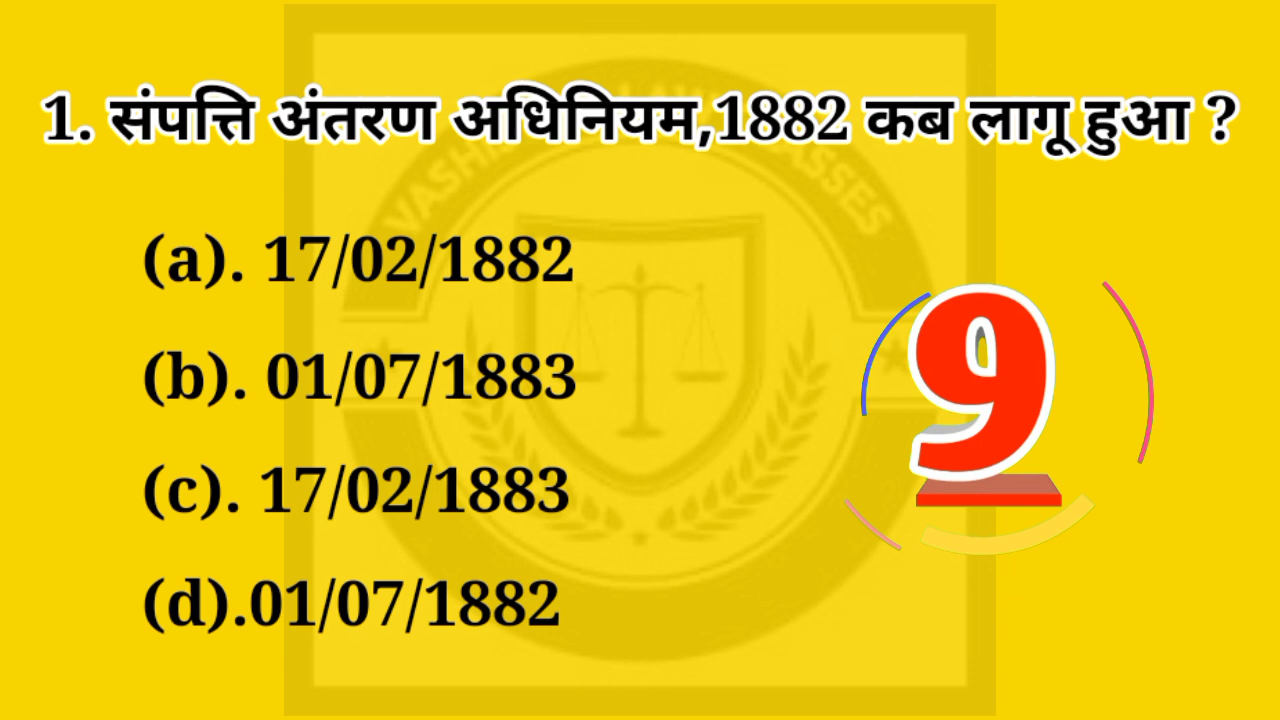 1. संपत्ति अंतरण अधिनियम,1882 कब लागू हुआ ?
(a). 17/02/1882
(b). 01/07/1883
(c). 17/02/1883
(d).01/07/1882
9